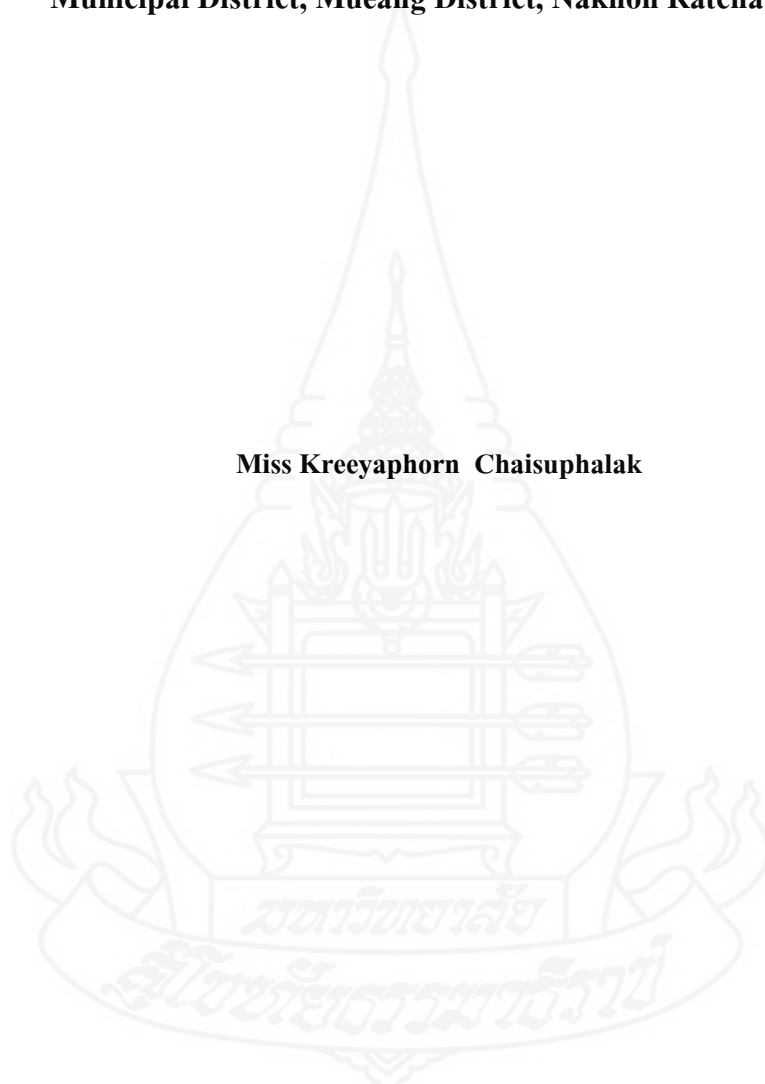 Municipal District, Mueang District, Nakhon Ratcha
Miss Kreeyaphorn Chaisuphalak
มหาวิทยาลัย
สุโขทัยธรรมาธิราช